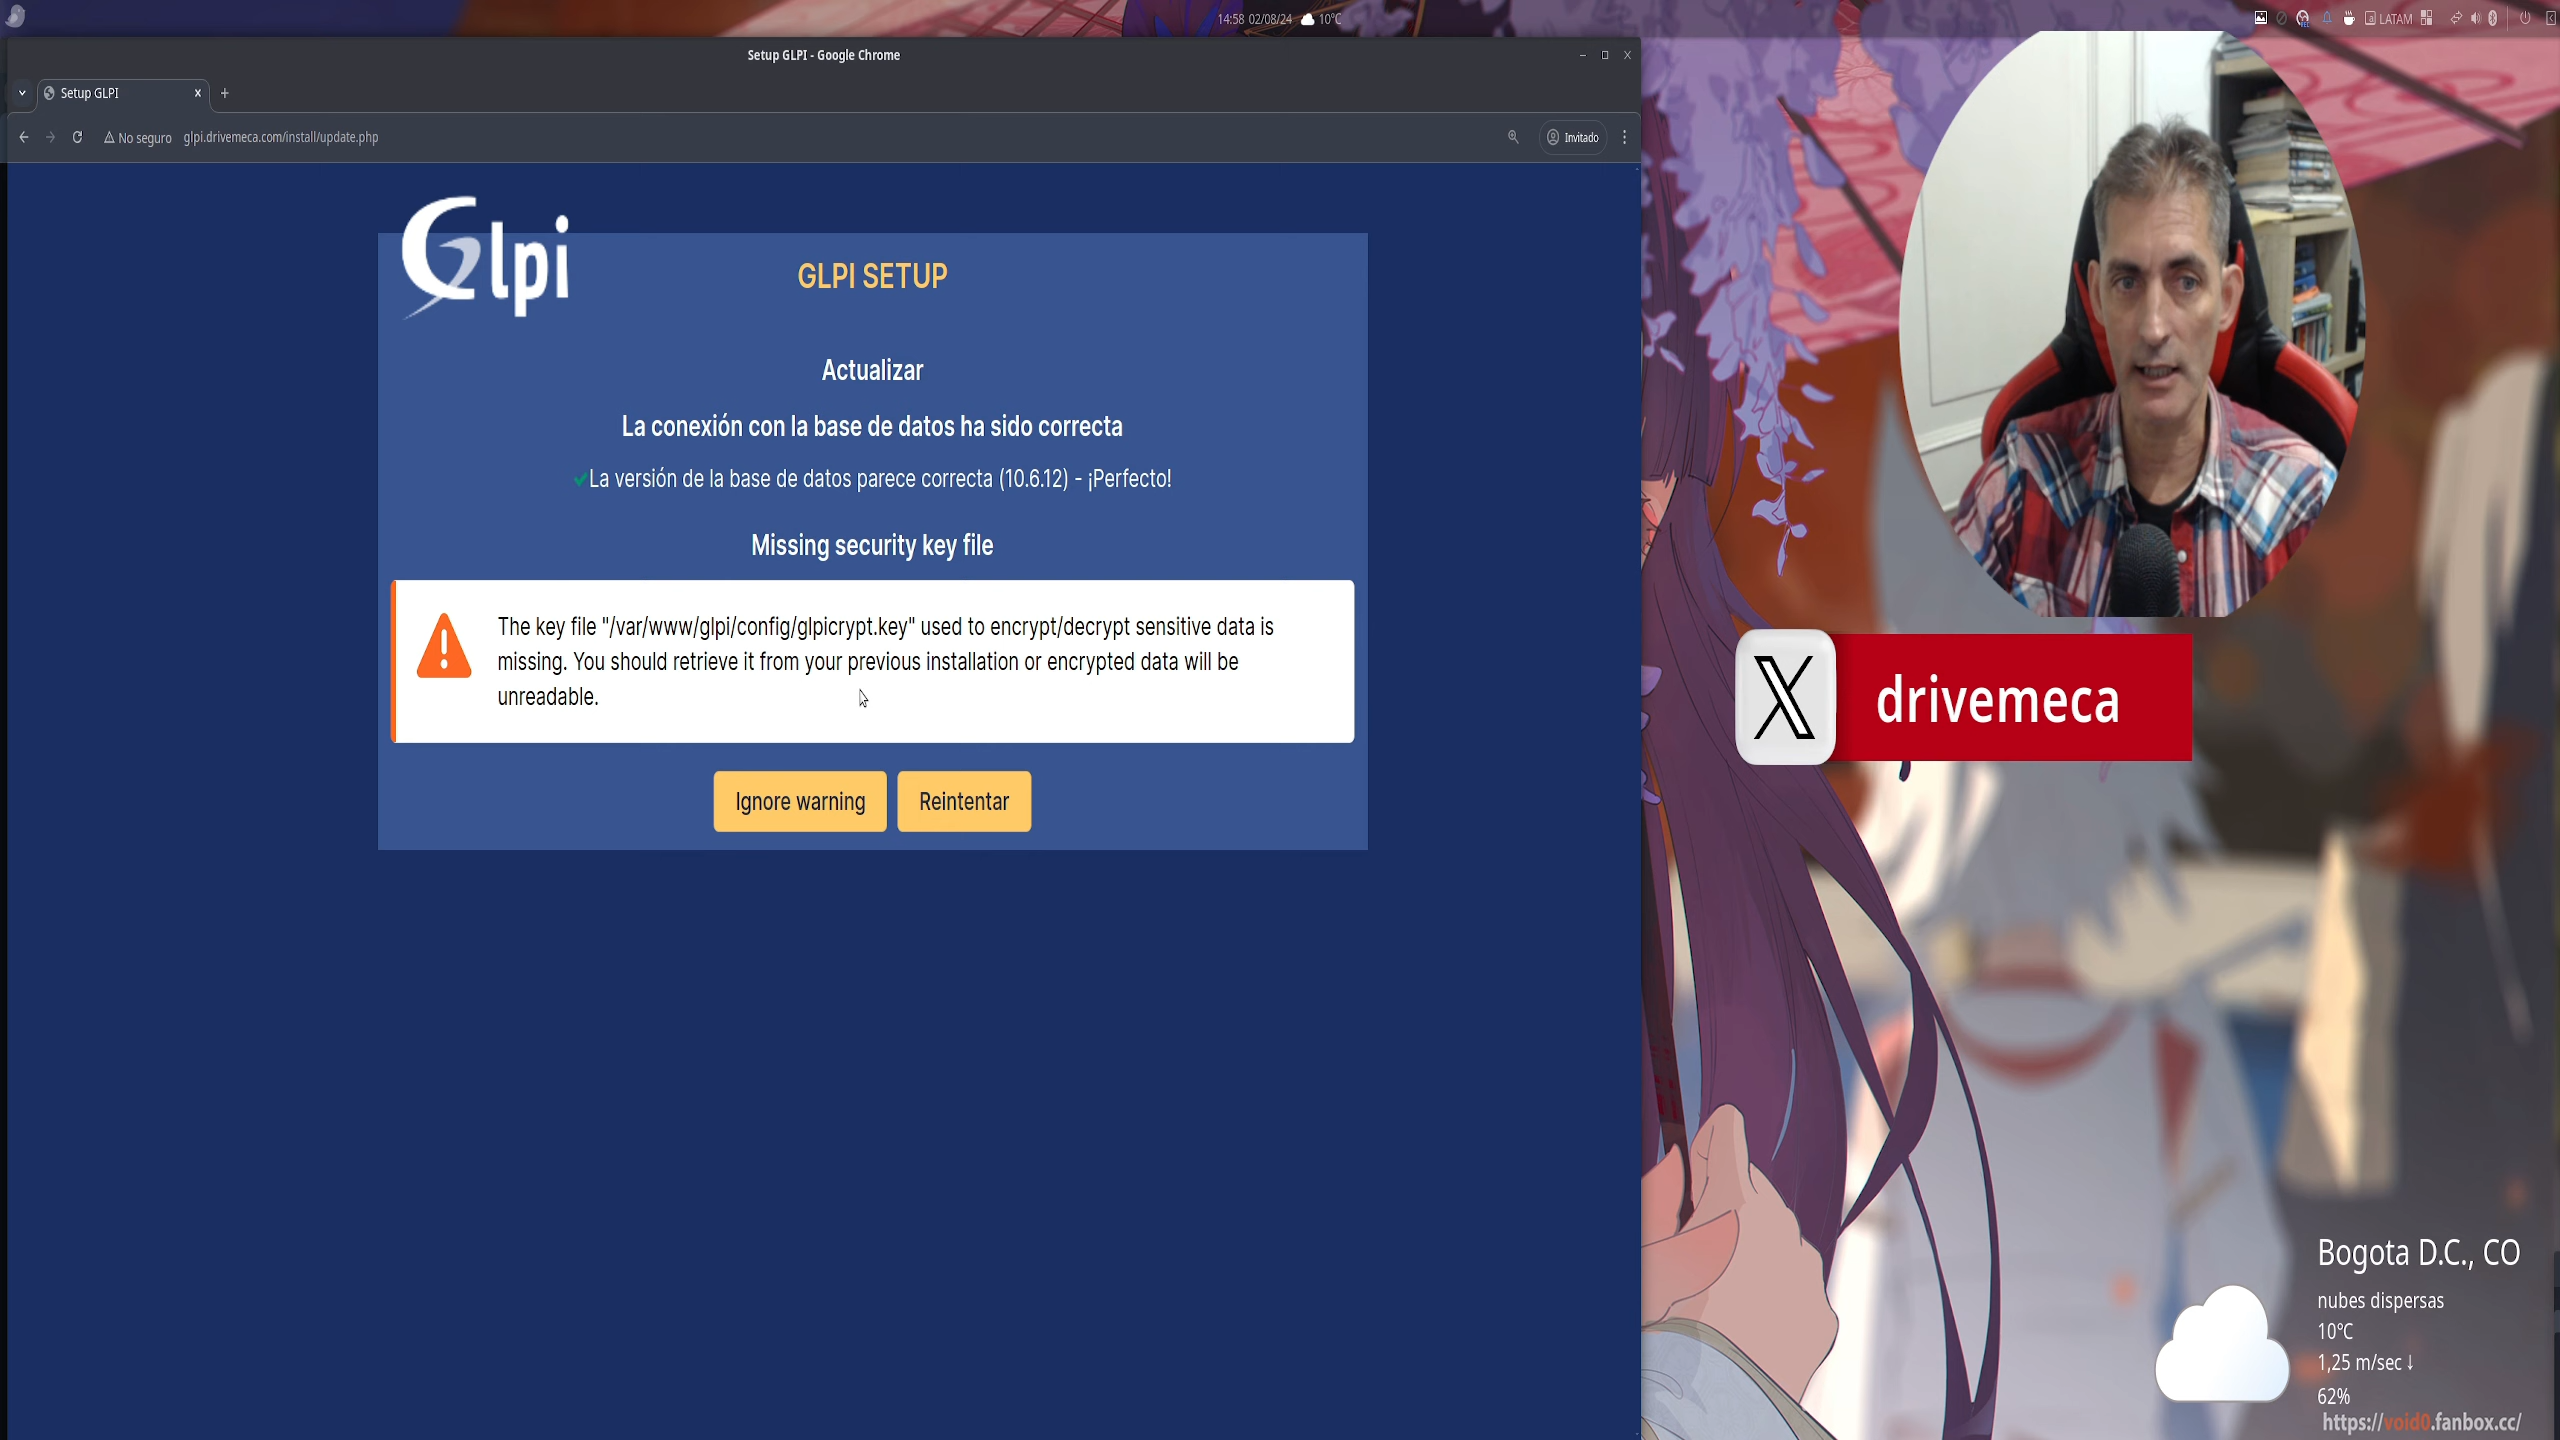 14:58 02/08/24 10°C
LATAM
Setup GLPI - Google Chrome
Setup GLPI
No seguro glpi.drivemeca.com/install/update.php
Invitado
Glpi
GLPI SETUP
Actualizar
La conexión con la base de datos ha sido correcta
La versión de la base de datos parece correcta (10.6.12) - ¡Perfecto!
Missing security key file
The key file "/var/www/glpi/config/glpicrypt.key" used to encrypt/decrypt sensitive data is
missing. You should retrieve it from your previous installation or encrypted data will be
unreadable.
Ignore warning
Reintentar
X drivemeca
Bogota D.C., CO
nubes dispersas
10°C
1,25 m/sec ↓
62%
https://void0.fanbox.cc/